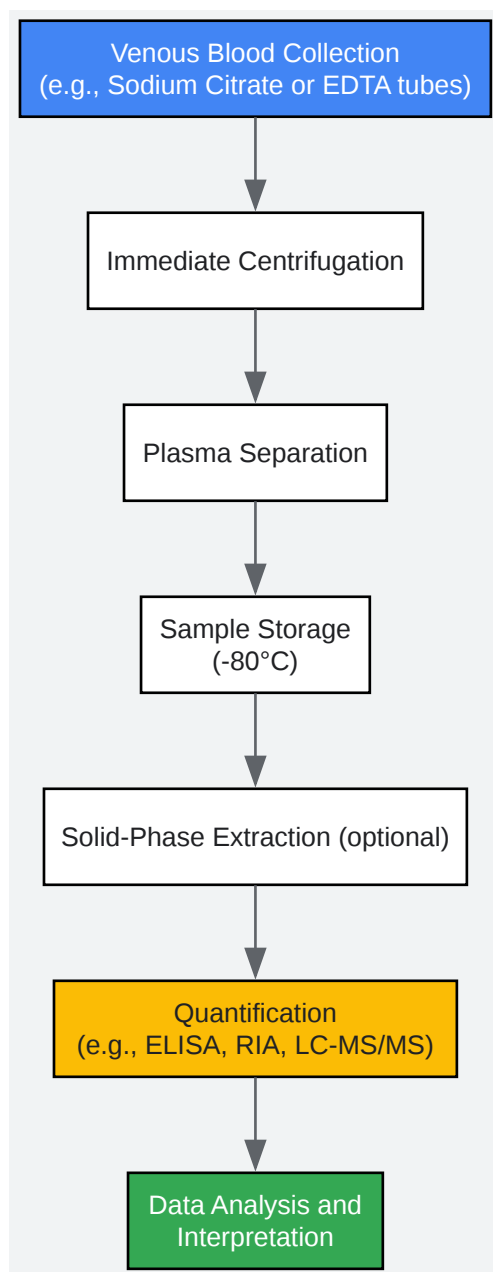 Venous Blood Collection
(e.g., Sodium Citrate or EDTA tubes)
Immediate Centrifugation
Plasma Separation
Sample Storage
(-80°C)
Solid-Phase Extraction (optional)
Quantification
(e.g., ELISA, RIA, LC-MS/MS)
Data Analysis and
Interpretation